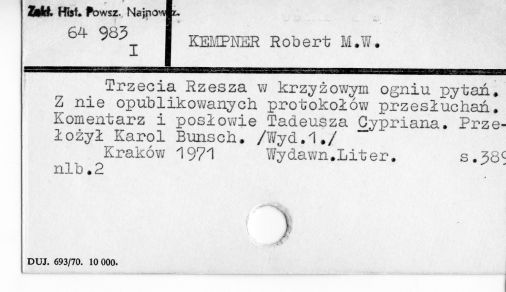 Zakł. Hist. Powsz. Najnowsz.
64 983
I
KEMPNER Robert M.W.
Trzecia Rzesza w krzyżowym ogniu pytań.
Z nie opublikowanych protokołów przesłuchań.
Komentarz i posłowie Tadeusza Cypriana. Prze-
łożył Karol Bunsch. /Wyd.1./
Kraków 1971 Wydawn.Liter. s.389
nlb.2
DUJ. 693/70. 10 000.